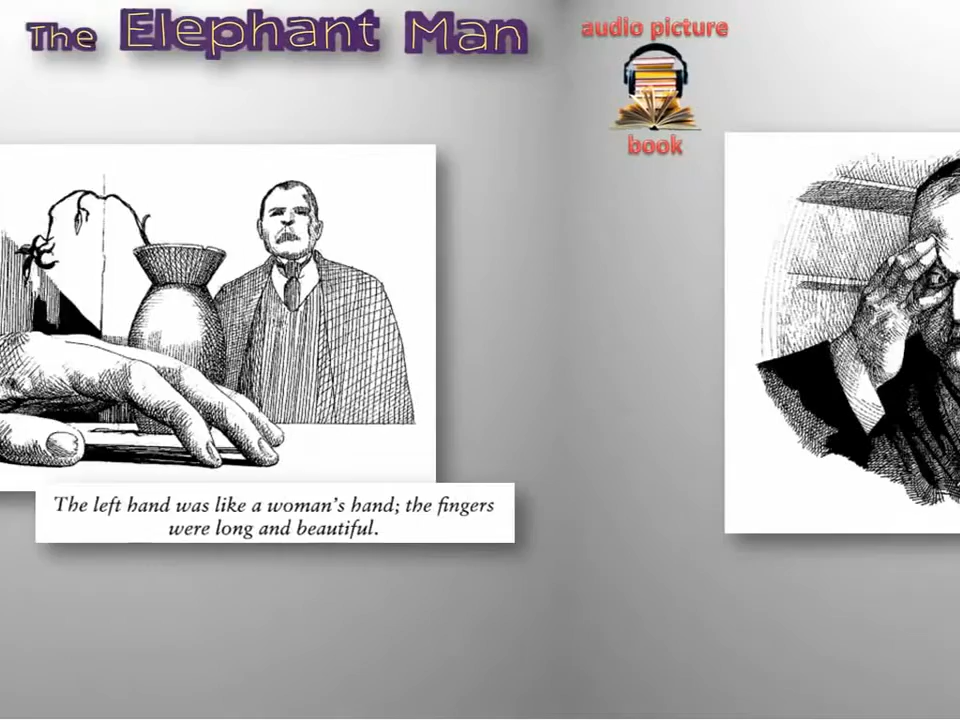 The Elephant Man
audio picture
book
The left hand was like a woman's hand; the fingers
were long and beautiful.